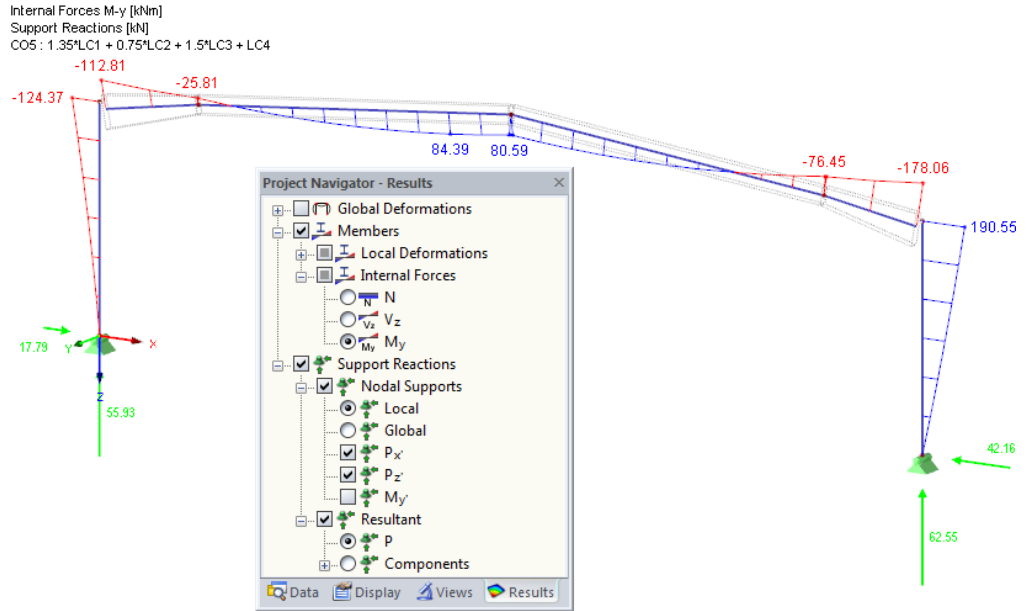 Internal Forces M-y [kNm]
Support Reactions [kN]
CO5 : 1.35*LC1 + 0.75*LC2 + 1.5*LC3 + LC4
-112.81
-124.37
-25.81
84.39
80.59
-76.45
-178.06
190.55
17.79
Y
X
Z
55.93
42.16
62.55
Project Navigator - Results
Global Deformations
Members
Local Deformations
Internal Forces
N N
Vz Vz
My My
Support Reactions
Nodal Supports
Local
Global
Px'
Pz'
My'
Resultant
P
Components
Data Display Views Results